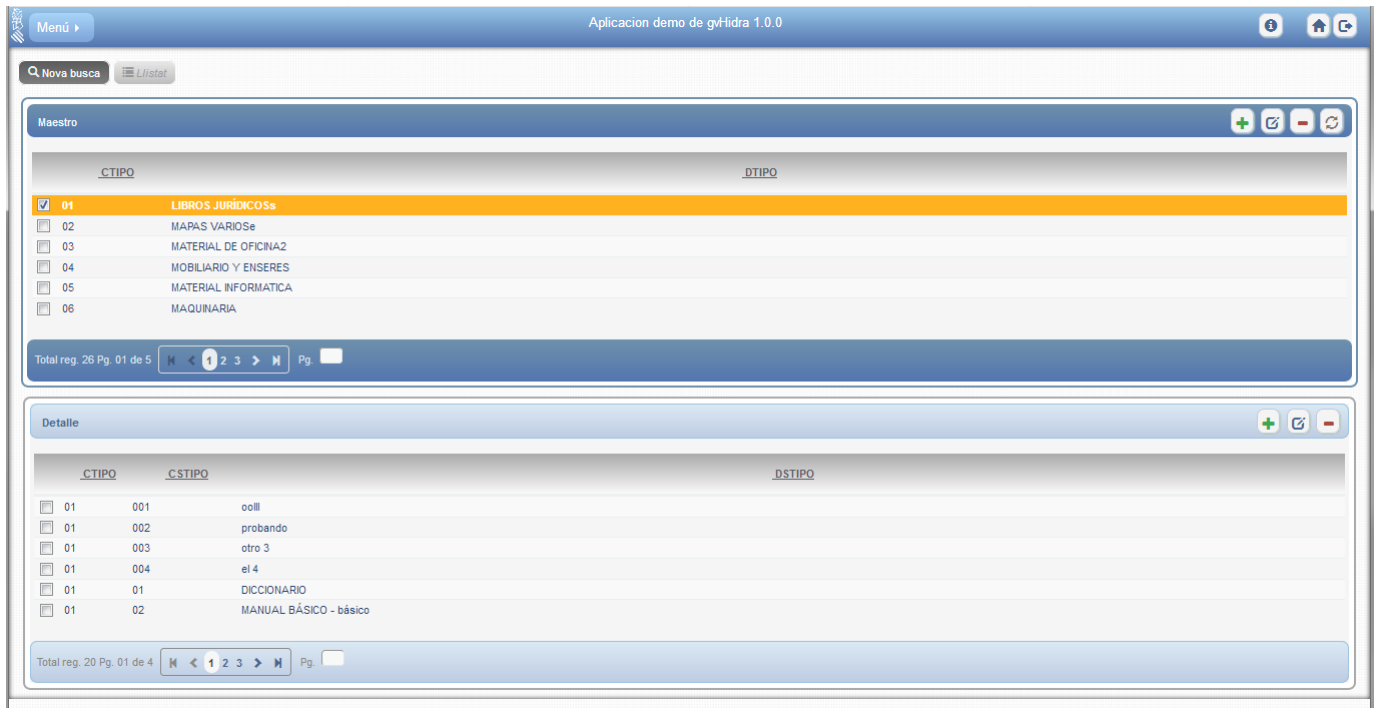 Menú
Aplicacion demo de gvHidra 1.0.0
Nova busca Llistat
Maestro
CTIPO DTIPO
01 LIBROS JURÍDICOSs
02 MAPAS VARIOSe
03 MATERIAL DE OFICINA2
04 MOBILIARIO Y ENSERES
05 MATERIAL INFORMATICA
06 MAQUINARIA
Total reg. 26 Pg. 01 de 5 1 2 3 Pg.
Detalle
CTIPO CSTIPO DSTIPO
01 001 oolll
01 002 probando
01 003 otro 3
01 004 el 4
01 01 DICCIONARIO
01 02 MANUAL BÁSICO - básico
Total reg. 20 Pg. 01 de 4 1 2 3 Pg.